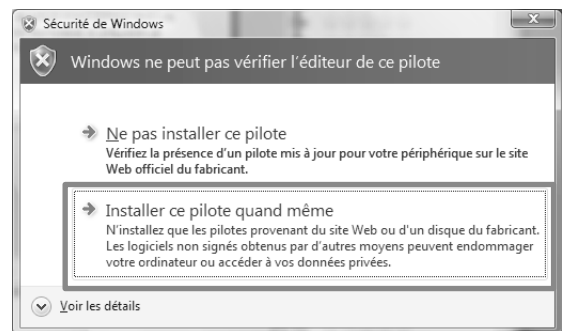 Sécurité de Windows
Windows ne peut pas vérifier l'éditeur de ce pilote
Ne pas installer ce pilote
Vérifiez la présence d'un pilote mis à jour pour votre périphérique sur le site
Web officiel du fabricant.
Installer ce pilote quand même
N'installez que les pilotes provenant du site Web ou d'un disque du fabricant.
Les logiciels non signés obtenus par d'autres moyens peuvent endommager
votre ordinateur ou accéder à vos données privées.
Voir les détails